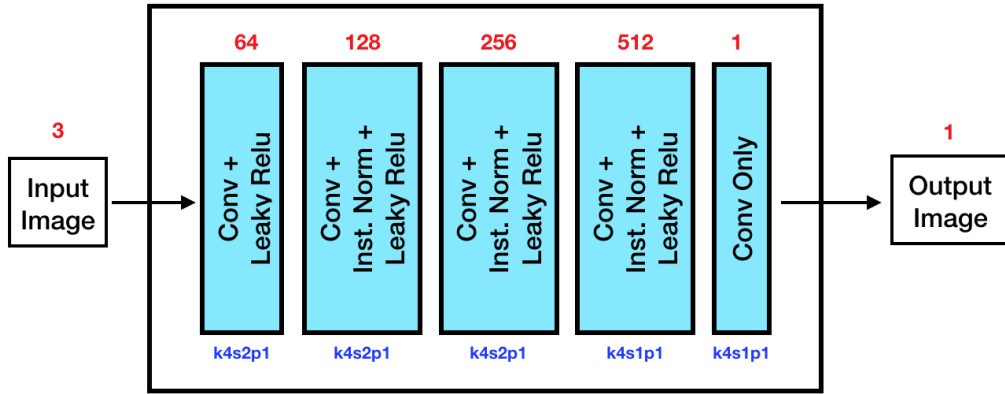 64
128
256
512
1
3
1
Input
Image
Conv +
Leaky Relu
Conv +
Inst. Norm +
Leaky Relu
Conv +
Inst. Norm +
Leaky Relu
Conv +
Inst. Norm +
Leaky Relu
Conv Only
Output
Image
k4s2p1
k4s2p1
k4s2p1
k4s1p1
k4s1p1